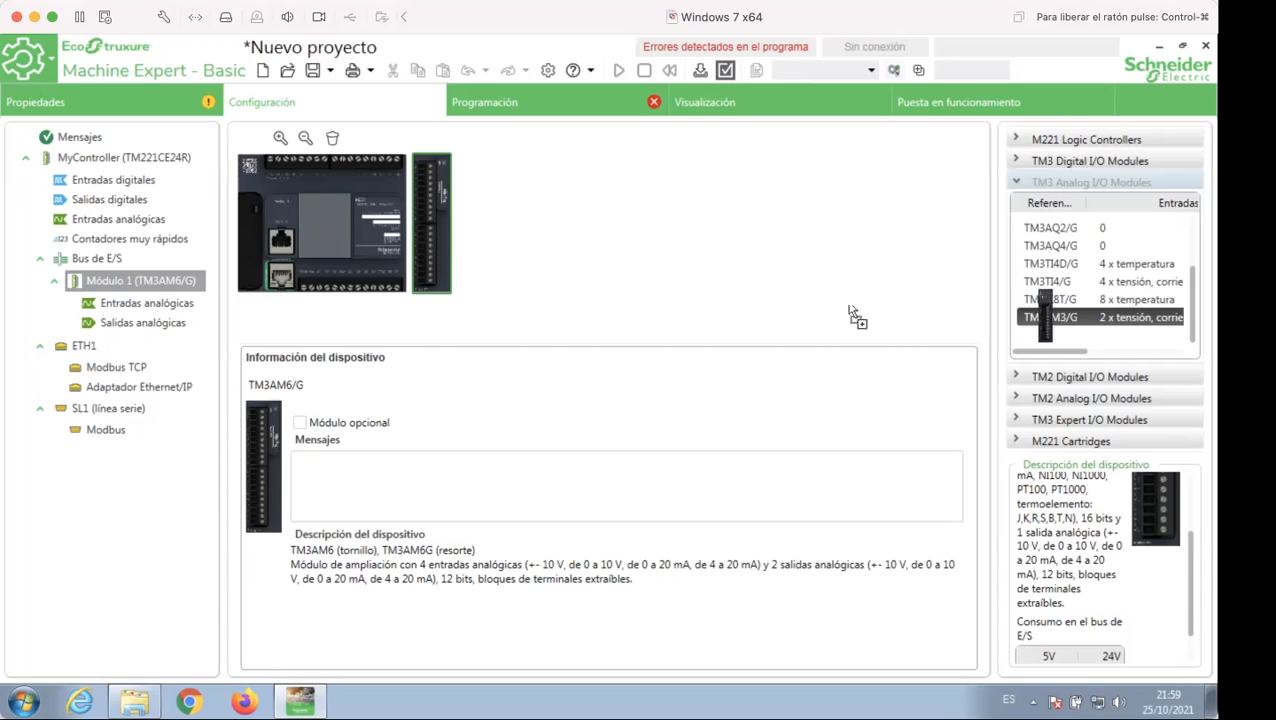 Windows 7 x64
Para liberar el ratón pulse: Control-⌘
EcoStruxure
Machine Expert - Basic
*Nuevo proyecto
Errores detectados en el programa
Sin conexión
Schneider
Electric
Propiedades
Configuración
Programación
Visualización
Puesta en funcionamiento
Mensajes
MyController (TM221CE24R)
Entradas digitales
Salidas digitales
Entradas analógicas
Contadores muy rápidos
Bus de E/S
Módulo 1 (TM3AM6/G)
Entradas analógicas
Salidas analógicas
ETH1
Modbus TCP
Adaptador Ethernet/IP
SL1 (línea serie)
Modbus
Información del dispositivo
TM3AM6/G
Módulo opcional
Mensajes
Descripción del dispositivo
TM3AM6 (tornillo), TM3AM6G (resorte)
Módulo de ampliación con 4 entradas analógicas (+- 10 V, de 0 a 10 V, de 0 a 20 mA, de 4 a 20 mA) y 2 salidas analógicas (+- 10 V, de 0 a 10
V, de 0 a 20 mA, de 4 a 20 mA), 12 bits, bloques de terminales extraíbles.
M221 Logic Controllers
TM3 Digital I/O Modules
TM3 Analog I/O Modules
Referen... Entradas
TM3AQ2/G 0
TM3AQ4/G 0
TM3TI4D/G 4 x temperatura
TM3TI4/G 4 x tensión, corrie
8T/G 8 x temperatura
M3/G 2 x tensión, corrie
TM2 Digital I/O Modules
TM2 Analog I/O Modules
TM3 Expert I/O Modules
M221 Cartridges
Descripción del dispositivo
mA, NI100, NI1000,
PT100, PT1000,
termoelemento:
J,K,R,S,B,T,N), 16 bits y
1 salida analógica (+-
10 V, de 0 a 10 V, de 0
a 20 mA, de 4 a 20
mA), 12 bits, bloques
de terminales
extraíbles.
Consumo en el bus de
E/S
5V 24V
ES
21:59
25/10/2021